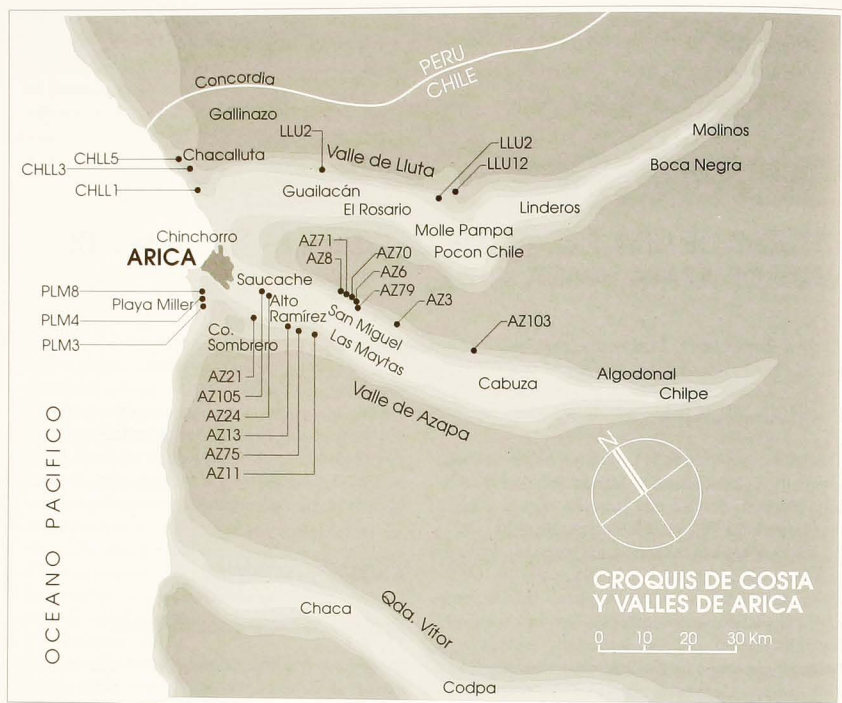 PERU
CHILE
Concordia
Gallinazo
LLU2
CHLL5
Chacalluta
Valle de Lluta
CHLL3
CHLL1
LLU2
LLU12
Molinos
Boca Negra
Guailacán
El Rosario
Linderos
Molle Pampa
Pocon Chile
Chinchorro
ARICA
AZ71
AZ8
AZ70
AZ6
AZ79
AZ3
AZ103
Saucache
PLM8
Playa Miller
PLM4
PLM3
Alto
Ramírez
San Miguel
Las Maytas
Co.
Sombrero
AZ21
AZ105
AZ24
AZ13
AZ75
AZ11
Valle de Azapa
Cabuza
Algodonal
Chilpe
OCEANO PACIFICO
N
CROQUIS DE COSTA
Y VALLES DE ARICA
0 10 20 30 Km
Chaca
Qda. Vítor
Codpa